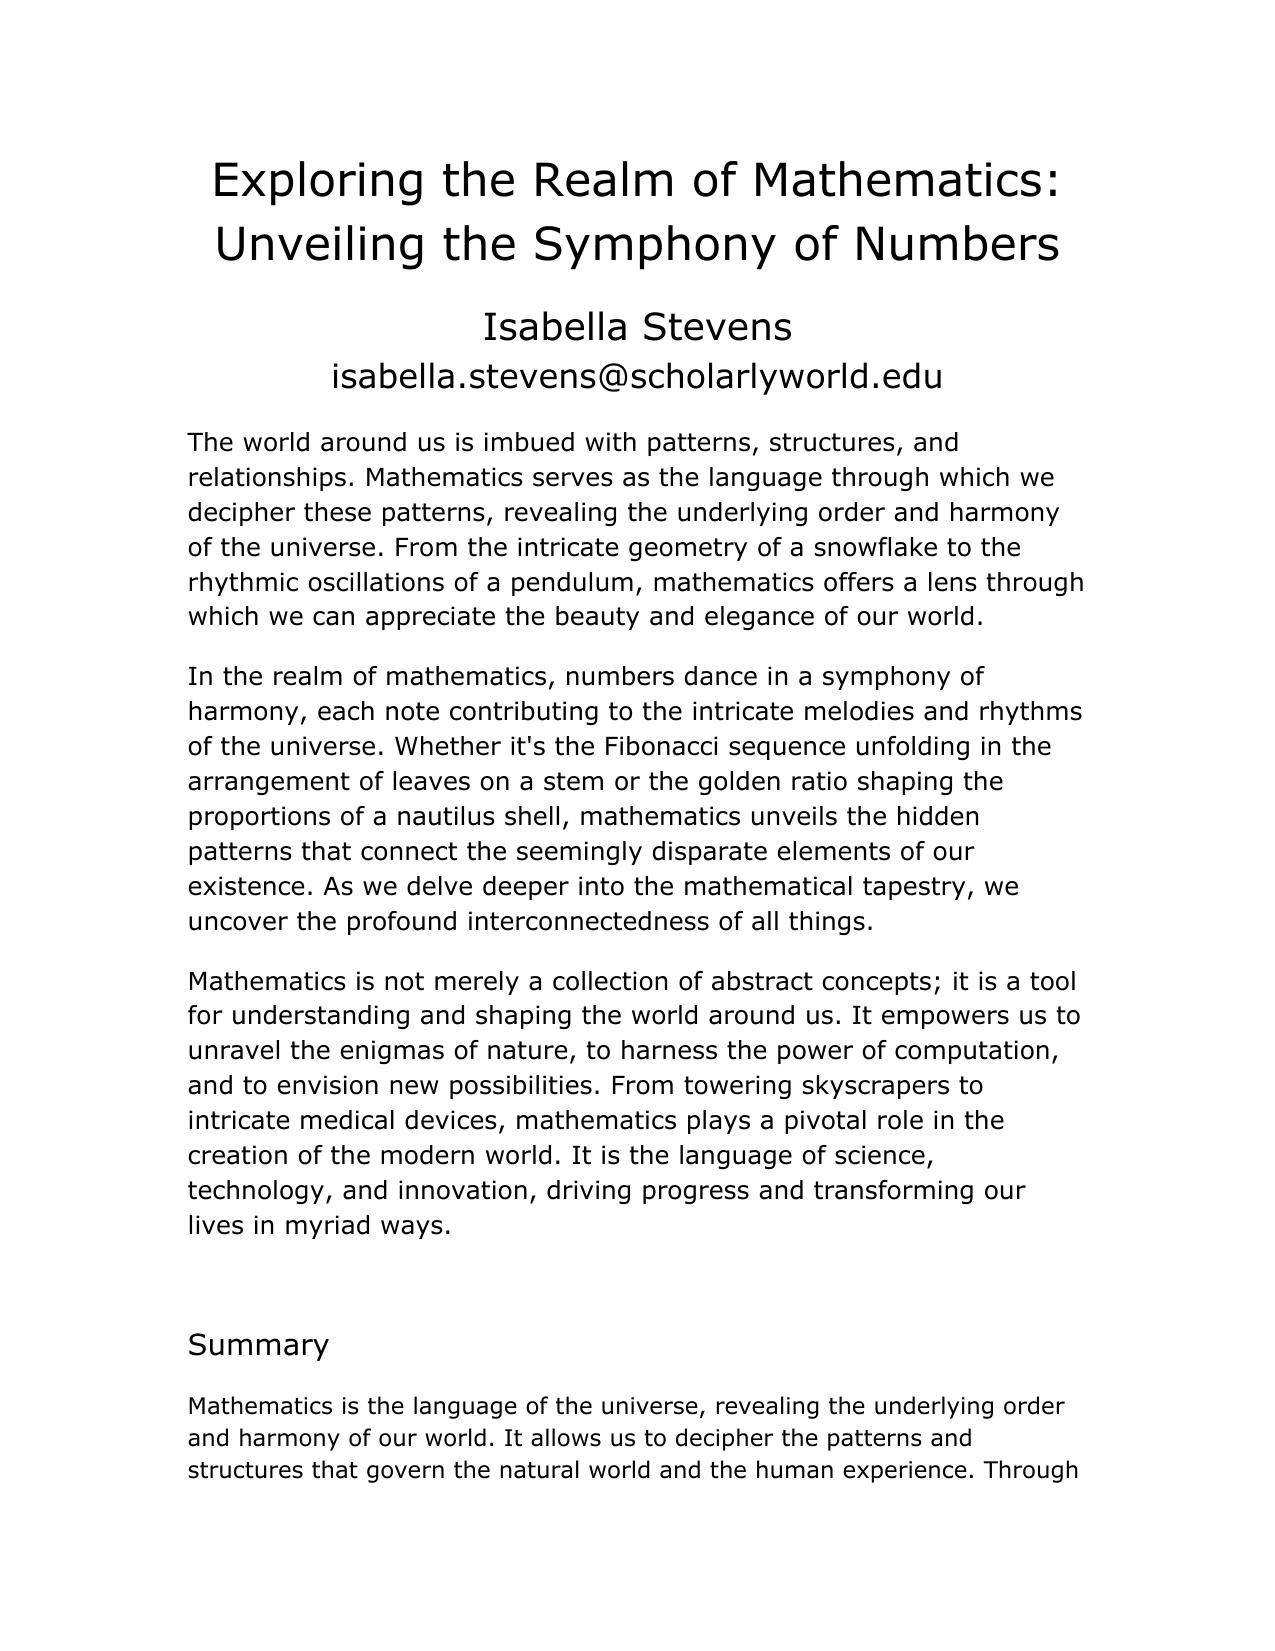 Exploring the Realm of Mathematics:
Unveiling the Symphony of Numbers
Isabella Stevens
isabella.stevens@scholarlyworld.edu
The world around us is imbued with patterns, structures, and
relationships. Mathematics serves as the language through which we
decipher these patterns, revealing the underlying order and harmony
of the universe. From the intricate geometry of a snowflake to the
rhythmic oscillations of a pendulum, mathematics offers a lens through
which we can appreciate the beauty and elegance of our world.
In the realm of mathematics, numbers dance in a symphony of
harmony, each note contributing to the intricate melodies and rhythms
of the universe. Whether it's the Fibonacci sequence unfolding in the
arrangement of leaves on a stem or the golden ratio shaping the
proportions of a nautilus shell, mathematics unveils the hidden
patterns that connect the seemingly disparate elements of our
existence. As we delve deeper into the mathematical tapestry, we
uncover the profound interconnectedness of all things.
Mathematics is not merely a collection of abstract concepts; it is a tool
for understanding and shaping the world around us. It empowers us to
unravel the enigmas of nature, to harness the power of computation,
and to envision new possibilities. From towering skyscrapers to
intricate medical devices, mathematics plays a pivotal role in the
creation of the modern world. It is the language of science,
technology, and innovation, driving progress and transforming our
lives in myriad ways.
Summary
Mathematics is the language of the universe, revealing the underlying order
and harmony of our world. It allows us to decipher the patterns and
structures that govern the natural world and the human experience. Through